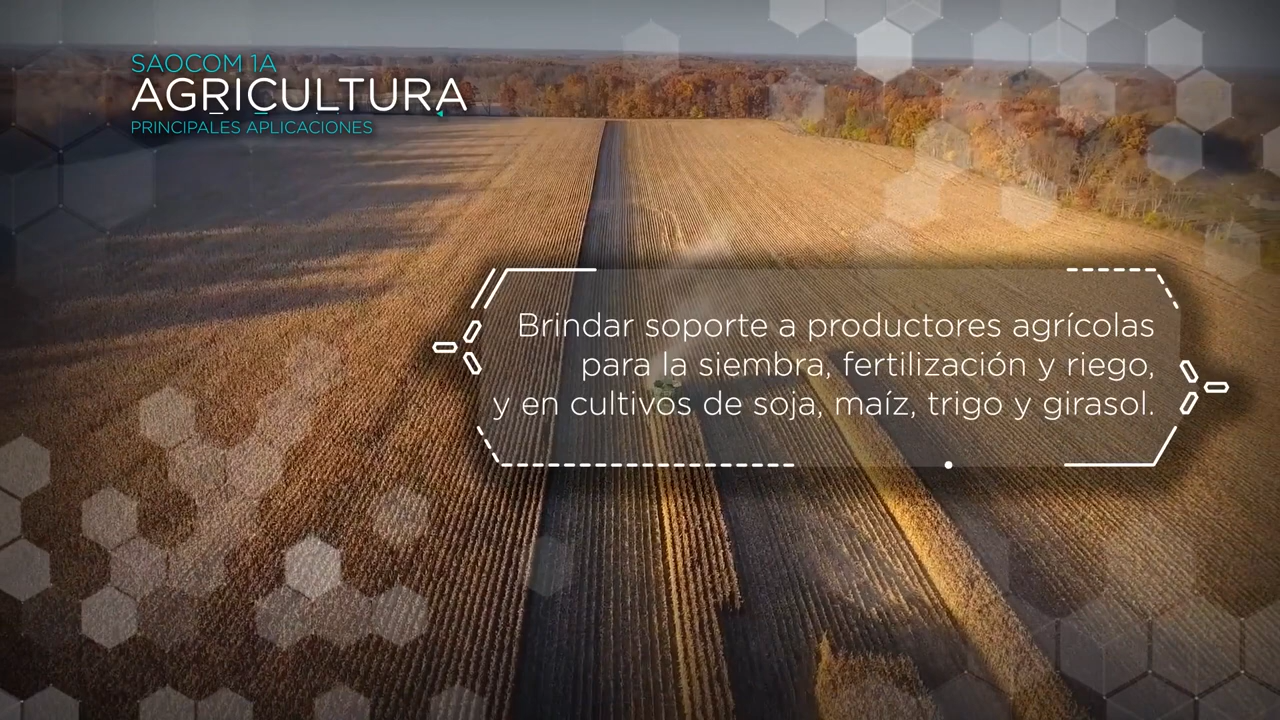 SAOCOM 1A
AGRICULTURA
PRINCIPALES APLICACIONES
Brindar soporte a productores agrícolas
para la siembra, fertilización y riego,
y en cultivos de soja, maíz, trigo y girasol.